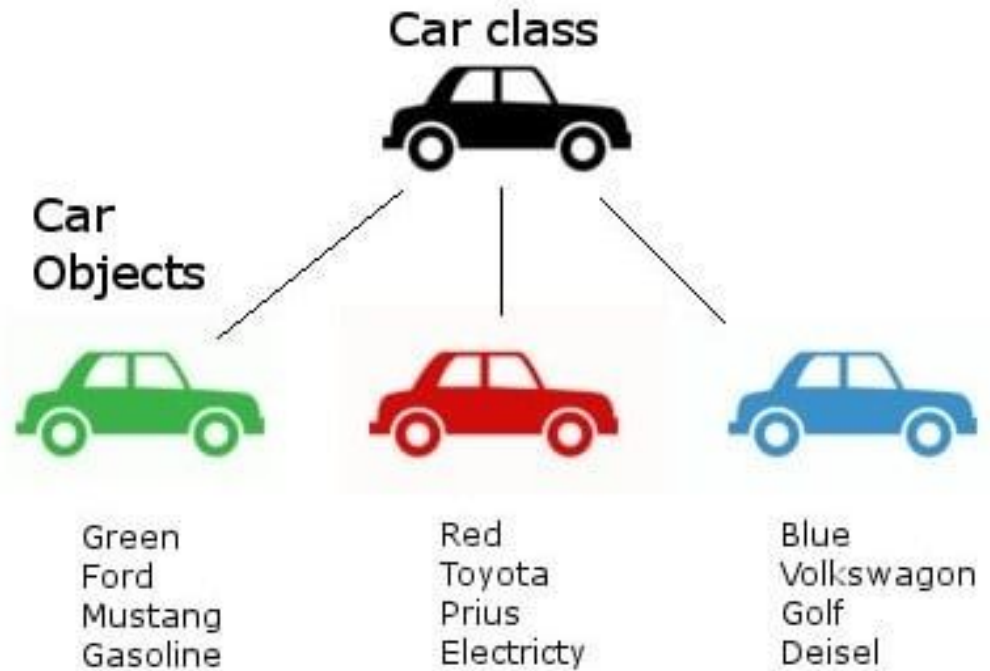 Car class
Car
Objects
Green
Ford
Mustang
Gasoline
Red
Toyota
Prius
Electricty
Blue
Volkswagon
Golf
Deisel